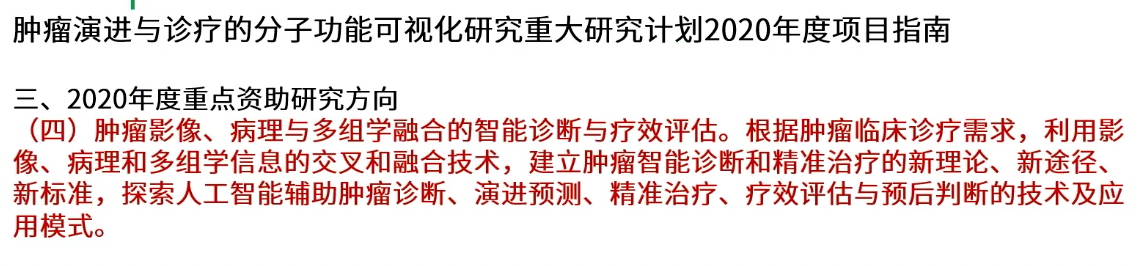 肿瘤演进与诊疗的分子功能可视化研究重大研究计划2020年度项目指南
三、2020年度重点资助研究方向
（四）肿瘤影像、病理与多组学融合的智能诊断与疗效评估。根据肿瘤临床诊疗需求，利用影
像、病理和多组学信息的交叉和融合技术，建立肿瘤智能诊断和精准治疗的新理论、新途径、
新标准，探索人工智能辅助肿瘤诊断、演进预测、精准治疗、疗效评估与预后判断的技术及应
用模式。